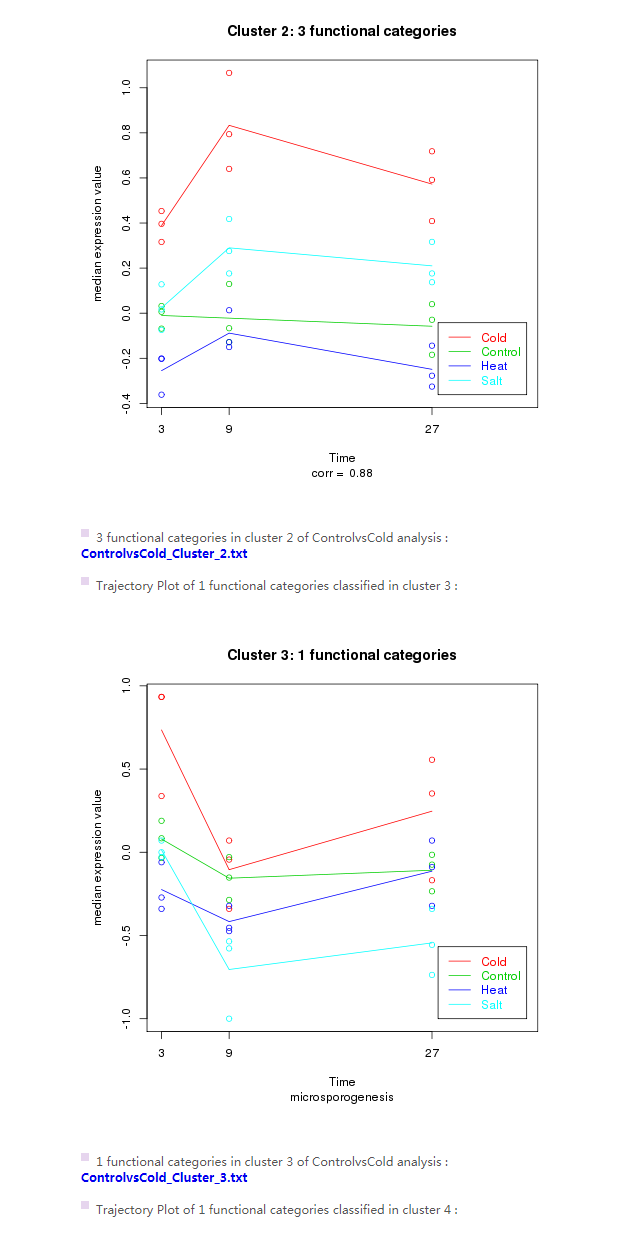 Cluster 2: 3 functional categories
median expression value
1.0
0.8
0.6
0.4
0.2
0.0
-0.2
-0.4
Cold
Control
Heat
Salt
3 9 27
Time
corr = 0.88
3 functional categories in cluster 2 of ControlvsCold analysis :
ControlvsCold_Cluster_2.txt
Trajectory Plot of 1 functional categories classified in cluster 3 :
Cluster 3: 1 functional categories
median expression value
1.0
0.5
0.0
-0.5
-1.0
Cold
Control
Heat
Salt
3 9 27
Time
microsporogenesis
1 functional categories in cluster 3 of ControlvsCold analysis :
ControlvsCold_Cluster_3.txt
Trajectory Plot of 1 functional categories classified in cluster 4 :